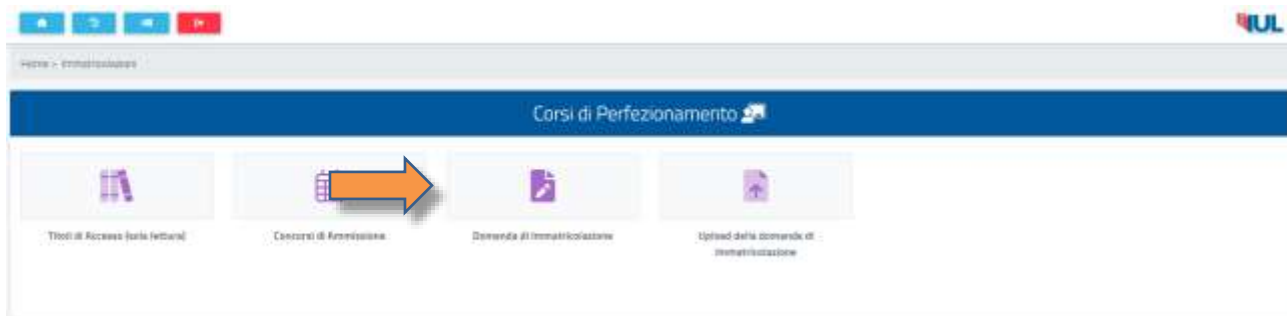 IUL
Home > Immatricolazioni
Corsi di Perfezionamento
Titoli di Accesso (sola lettura)
Concorsi di Ammissione
Domanda di Immatricolazione
Upload della domanda di
immatricolazione